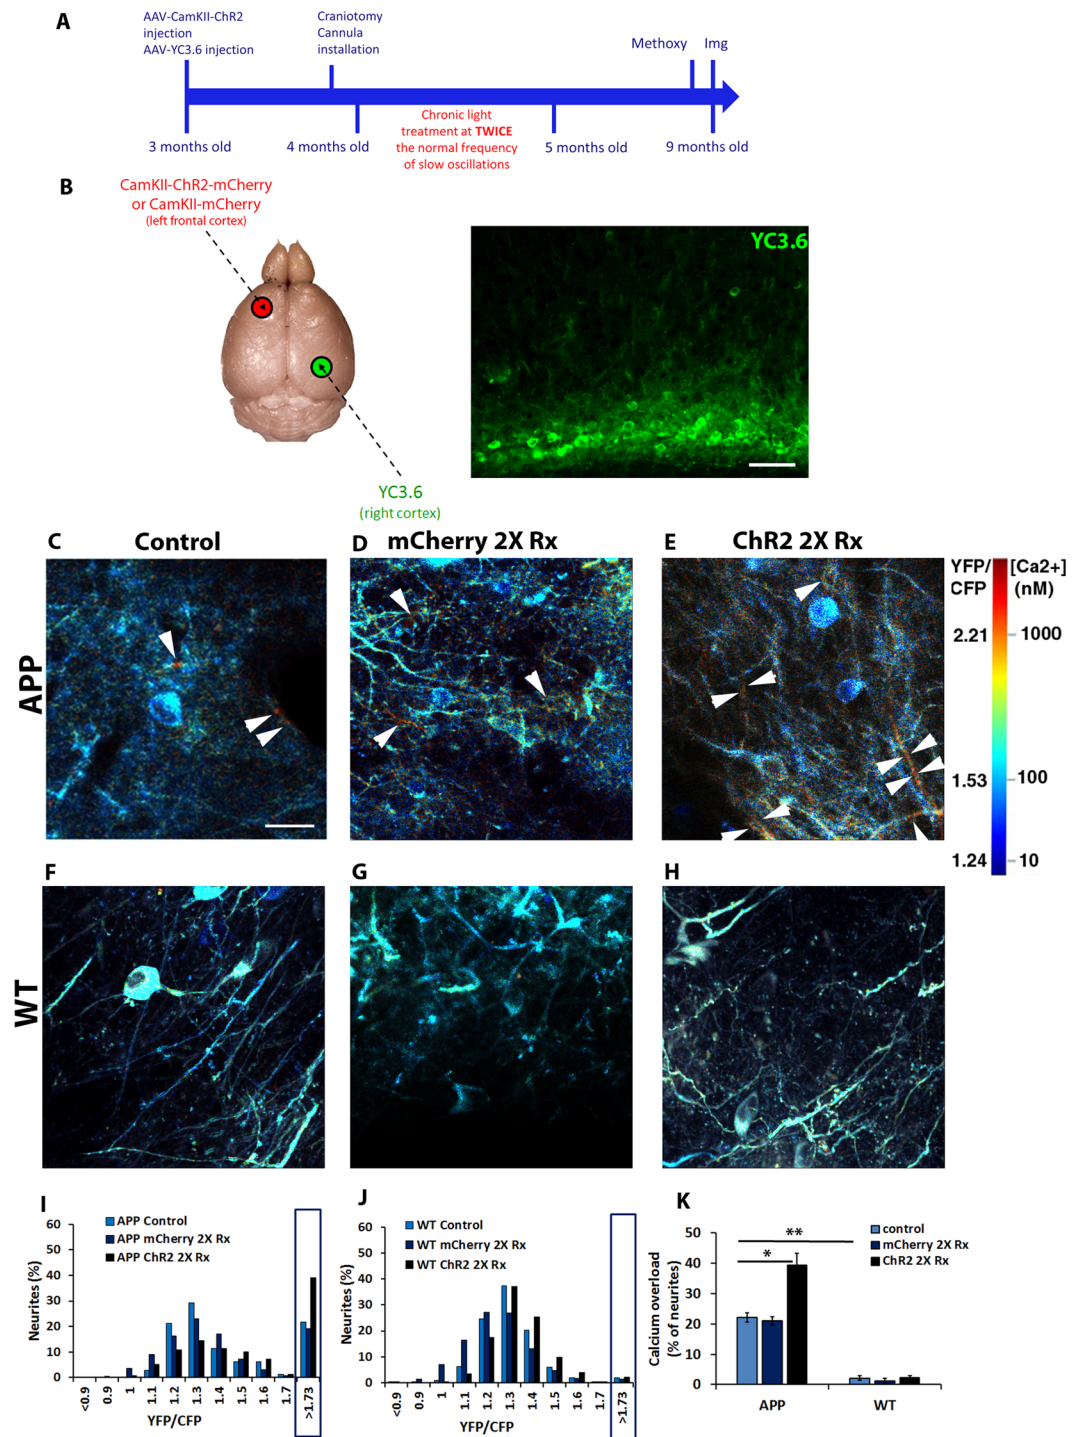 A
AAV-CamKII-ChR2
injection
AAV-YC3.6 injection
Craniotomy
Cannula
installation
Methoxy
Img
3 months old
4 months old
Chronic light
treatment at TWICE
the normal frequency
of slow oscillations
5 months old
9 months old
B
CamKII-ChR2-mCherry
or CamKII-mCherry
(left frontal cortex)
YC3.6
YC3.6
(right cortex)
C
Control
D
mCherry 2X Rx
E
ChR2 2X Rx
YFP/
CFP
[Ca2+]
(nM)
2.21
1000
1.53
100
1.24
10
APP
F
G
H
WT
I
60
50
40
30
20
10
0
Neurites (%)
APP Control
APP mCherry 2X Rx
APP ChR2 2X Rx
<0.9
0.9
1
1.1
1.2
1.3
1.4
1.5
1.6
1.7
>1.73
YFP/CFP
J
60
50
40
30
20
10
0
Neurites (%)
WT Control
WT mCherry 2X Rx
WT ChR2 2X Rx
<0.9
0.9
1
1.1
1.2
1.3
1.4
1.5
1.6
1.7
>1.73
YFP/CFP
K
50
40
30
20
10
0
Calcium overload
(% of neurites)
**
*
control
mCherry 2X Rx
ChR2 2X Rx
APP
WT